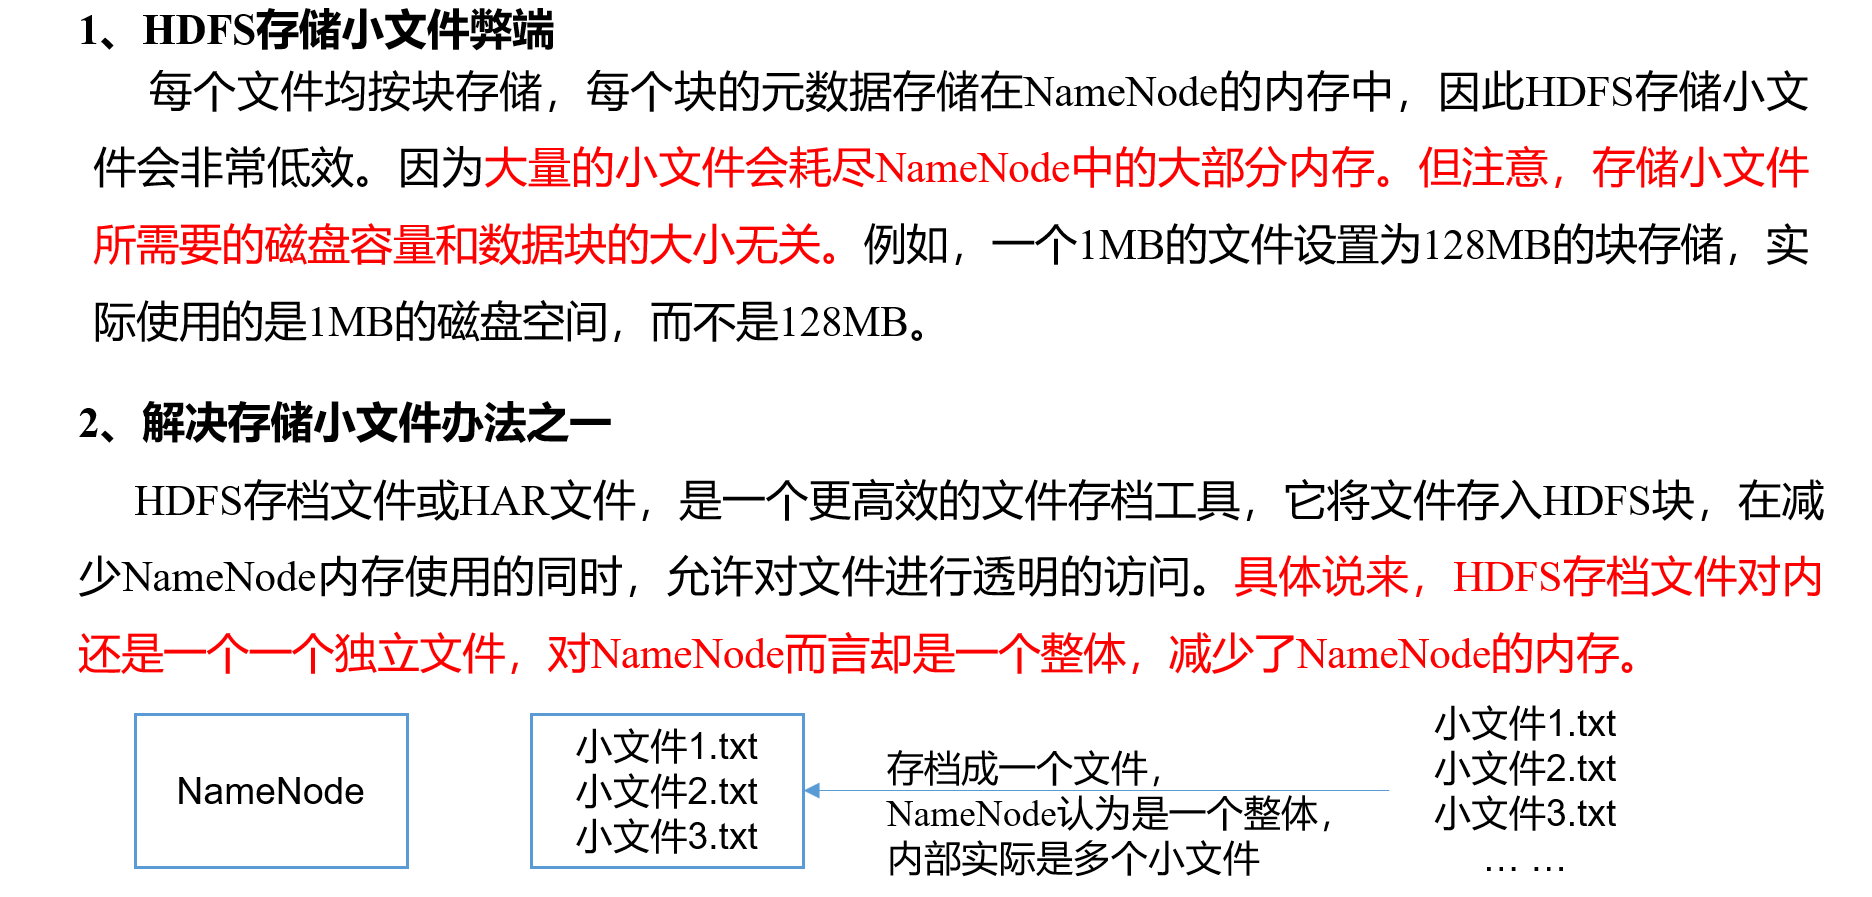 1、HDFS存储小文件弊端
每个文件均按块存储，每个块的元数据存储在NameNode的内存中，因此HDFS存储小文
件会非常低效。因为大量的小文件会耗尽NameNode中的大部分内存。但注意，存储小文件
所需要的磁盘容量和数据块的大小无关。例如，一个1MB的文件设置为128MB的块存储，实
际使用的是1MB的磁盘空间，而不是128MB。
2、解决存储小文件办法之一
HDFS存档文件或HAR文件，是一个更高效的文件存档工具，它将文件存入HDFS块，在减
少NameNode内存使用的同时，允许对文件进行透明的访问。具体说来，HDFS存档文件对内
还是一个一个独立文件，对NameNode而言却是一个整体，减少了NameNode的内存。
NameNode
小文件1.txt
小文件2.txt
小文件3.txt
存档成一个文件，
NameNode认为是一个整体，
内部实际是多个小文件
小文件1.txt
小文件2.txt
小文件3.txt
… …